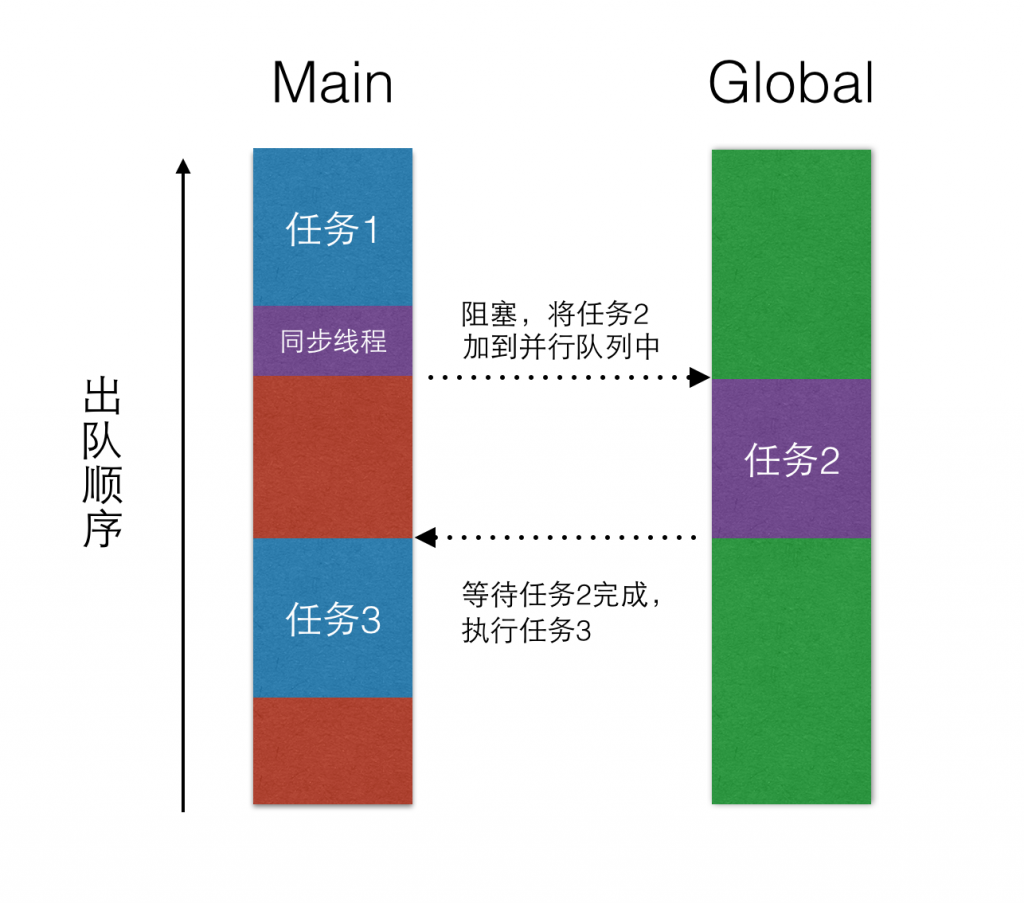 Main
Global
任务1
同步线程
阻塞，将任务2
加到并行队列中
出队顺序
任务2
等待任务2完成，
执行任务3
任务3